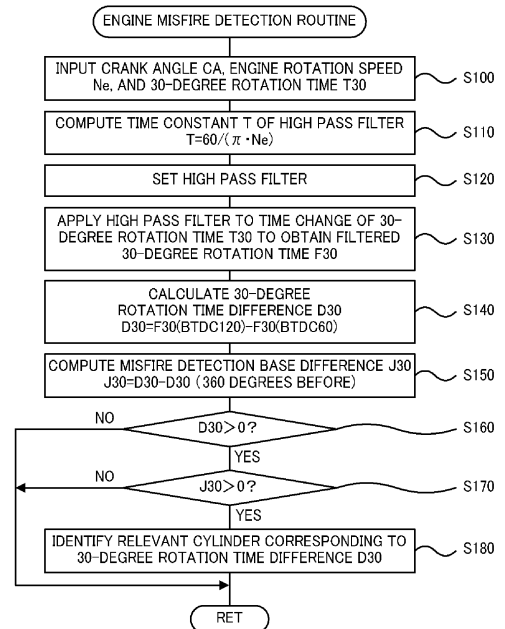 ENGINE MISFIRE DETECTION ROUTINE
INPUT CRANK ANGLE CA, ENGINE ROTATION SPEED
Ne, AND 30-DEGREE ROTATION TIME T30
S100
COMPUTE TIME CONSTANT T OF HIGH PASS FILTER
T=60/(π・Ne)
S110
SET HIGH PASS FILTER
S120
APPLY HIGH PASS FILTER TO TIME CHANGE OF 30-
DEGREE ROTATION TIME T30 TO OBTAIN FILTERED
30-DEGREE ROTATION TIME F30
S130
CALCULATE 30-DEGREE
ROTATION TIME DIFFERENCE D30
D30=F30(BTDC120)-F30(BTDC60)
S140
COMPUTE MISFIRE DETECTION BASE DIFFERENCE J30
J30=D30-D30 (360 DEGREES BEFORE)
S150
NO
D30>0?
S160
YES
NO
J30>0?
S170
YES
IDENTIFY RELEVANT CYLINDER CORRESPONDING TO
30-DEGREE ROTATION TIME DIFFERENCE D30
S180
RET